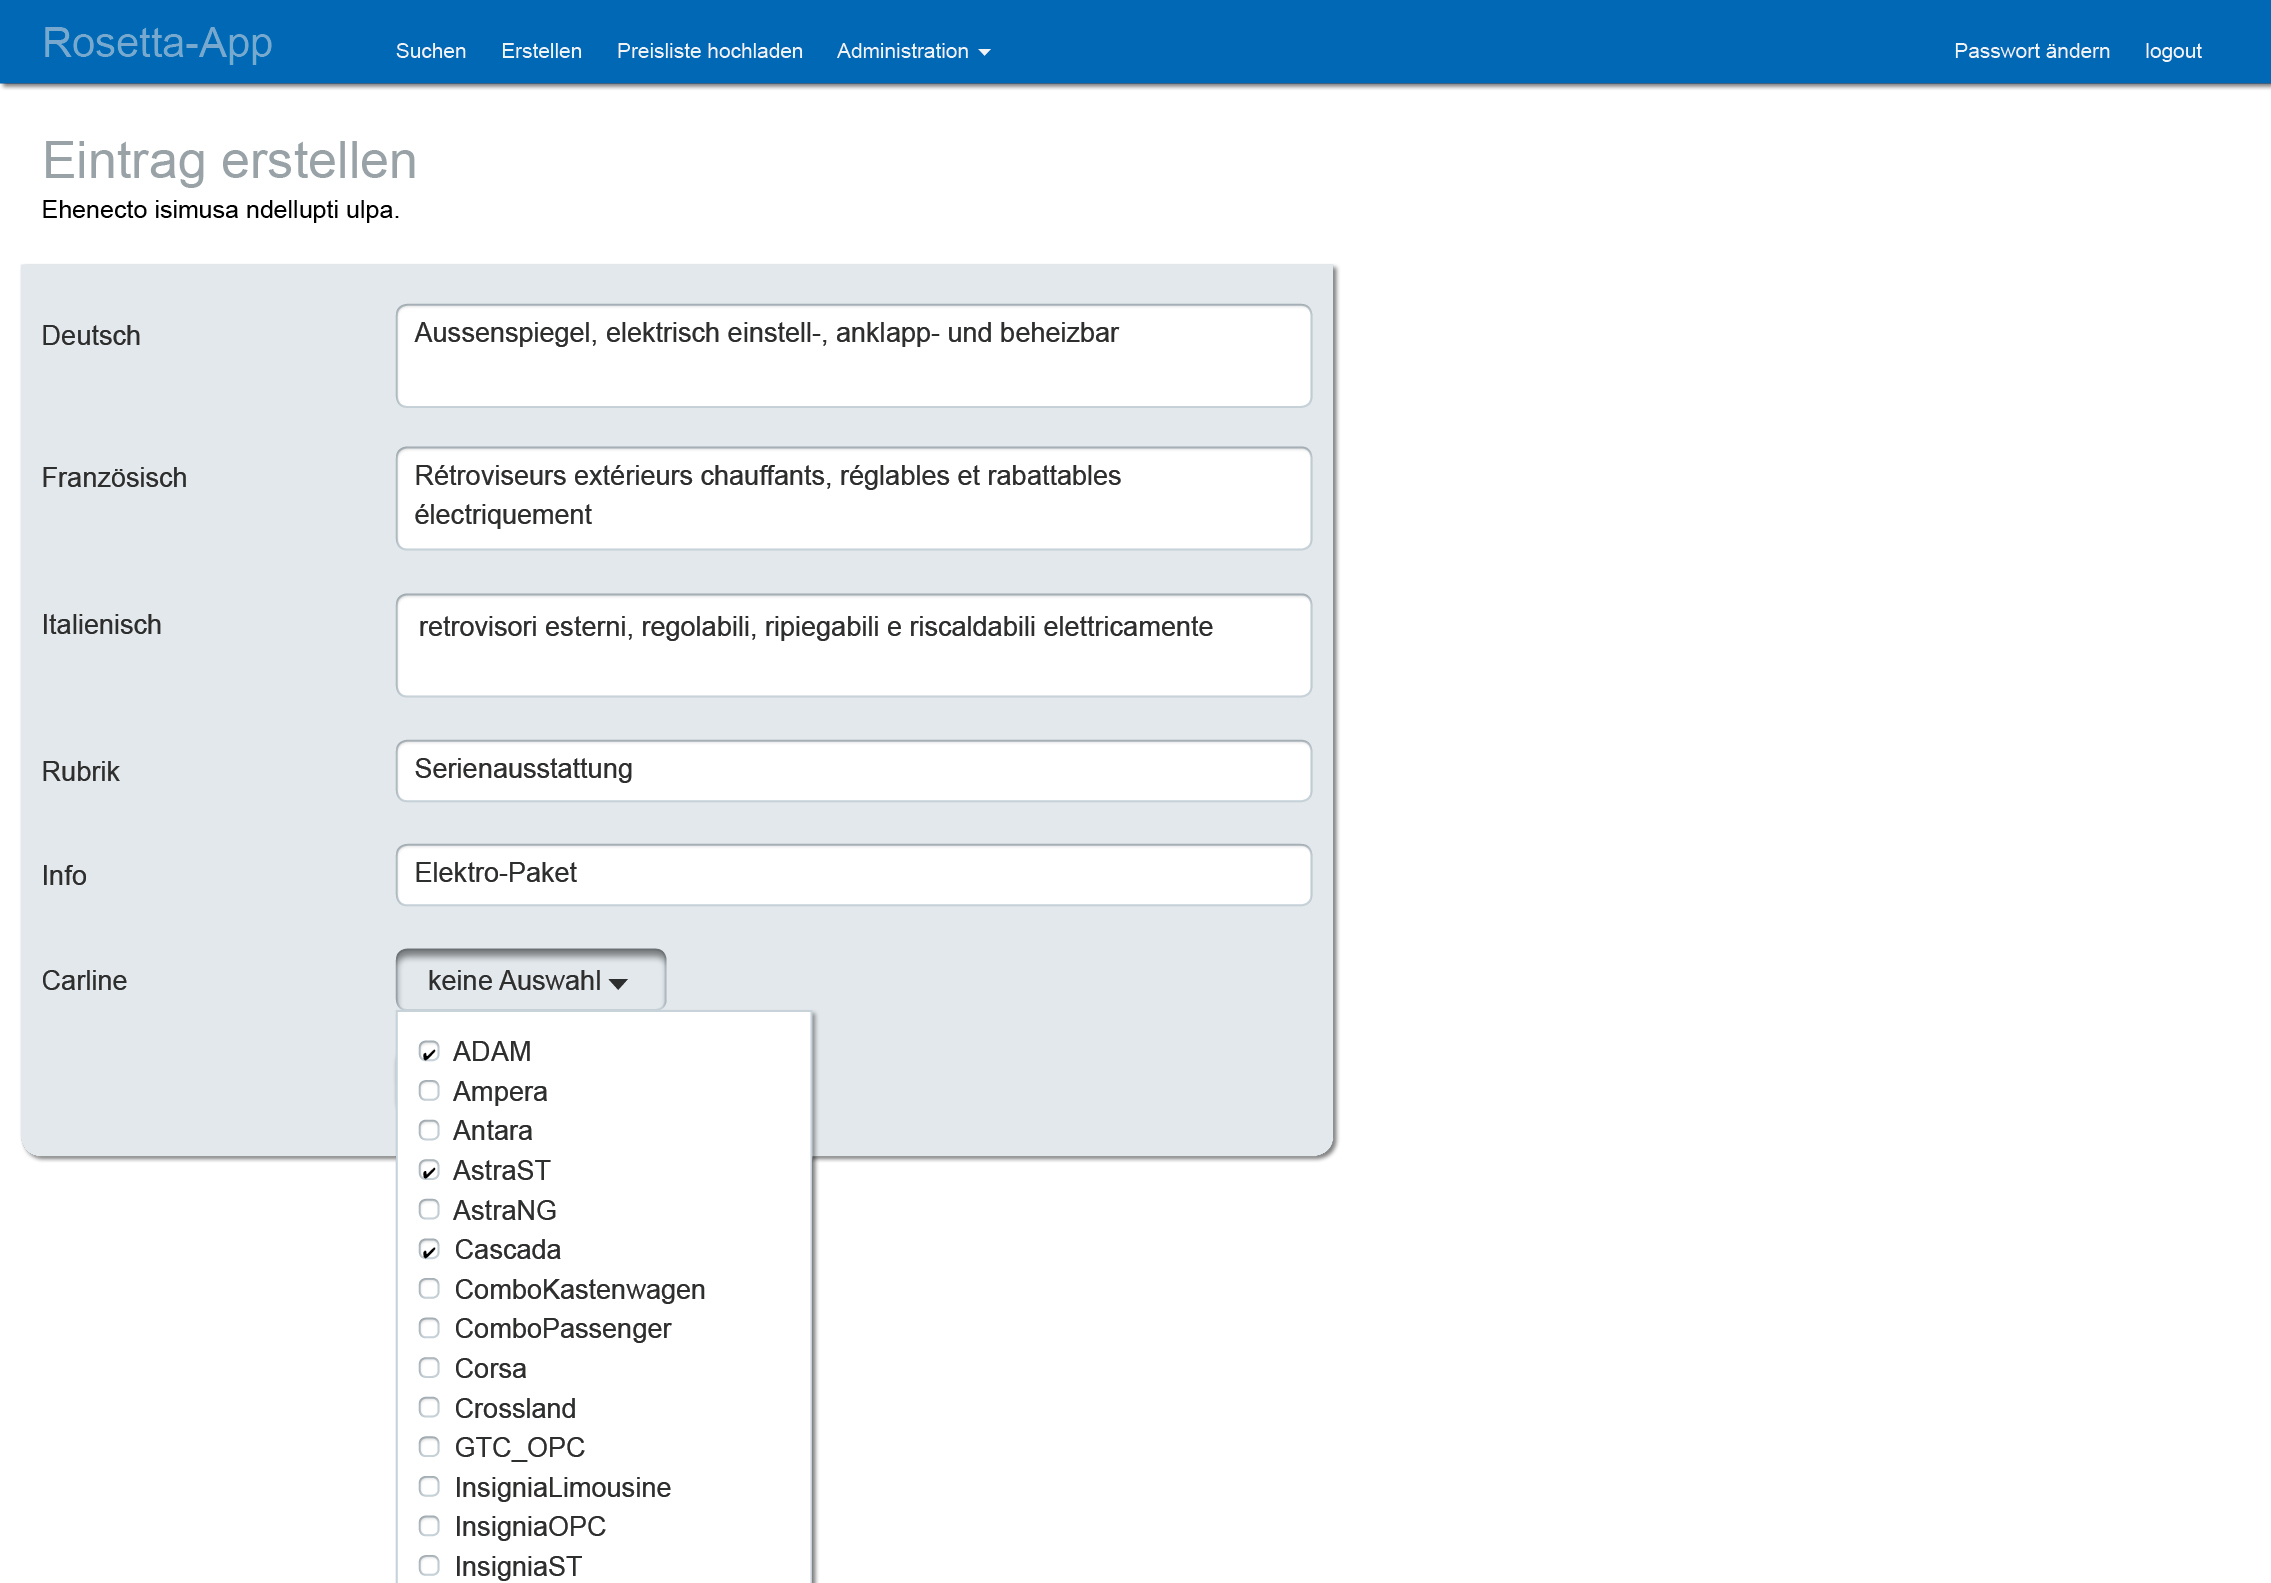 Rosetta-App
Suchen Erstellen Preisliste hochladen Administration Passwort ändern logout
Eintrag erstellen
Ehenecto isimusa ndellupti ulpa.
Deutsch
Aussenspiegel, elektrisch einstell-, anklapp- und beheizbar
Französisch
Rétroviseurs extérieurs chauffants, réglables et rabattables
électriquement
Italienisch
retrovisori esterni, regolabili, ripiegabili e riscaldabili elettricamente
Rubrik
Serienausstattung
Info
Elektro-Paket
Carline
keine Auswahl
ADAM
Ampera
Antara
AstraST
AstraNG
Cascada
ComboKastenwagen
ComboPassenger
Corsa
Crossland
GTC_OPC
InsigniaLimousine
InsigniaOPC
InsigniaST